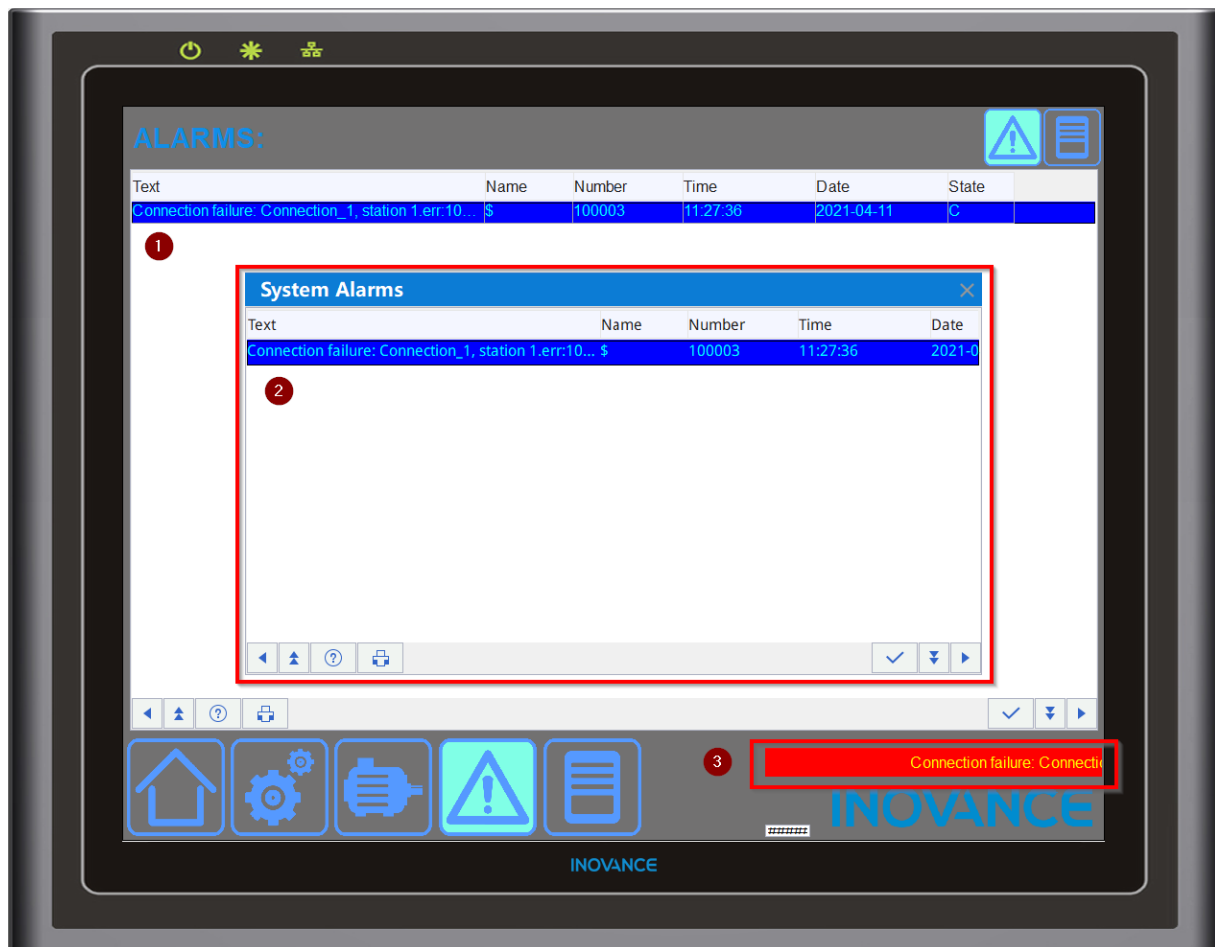 ALARMS:
Text Name Number Time Date State
Connection failure: Connection_1, station 1.err:10... $ 100003 11:27:36 2021-04-11 C
1
System Alarms
Text Name Number Time Date
Connection failure: Connection_1, station 1.err:10... $ 100003 11:27:36 2021-0
2
3
Connection failure: Connectio
INOVANCE
#####
INOVANCE